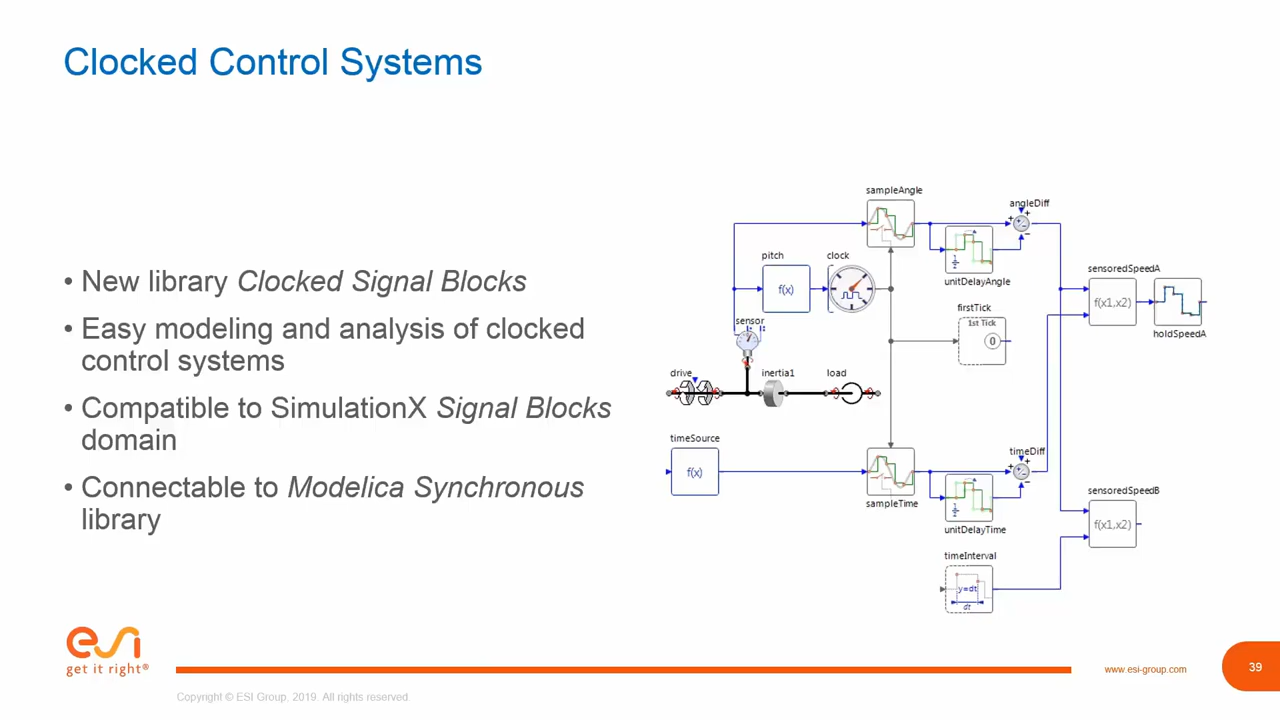 Clocked Control Systems
• New library Clocked Signal Blocks
• Easy modeling and analysis of clocked
control systems
• Compatible to SimulationX Signal Blocks
domain
• Connectable to Modelica Synchronous
library
sampleAngle
angleDiff
pitch
clock
f(x)
unitDelayAngle
sensoredSpeedA
f(x1,x2)
holdSpeedA
firstTick
1st Tick
0
sensor
drive
inertia1
load
timeSource
f(x)
sampleTime
timeDiff
unitDelayTime
sensoredSpeedB
f(x1,x2)
timeInterval
y=dt
dt
esi
get it right®
www.esi-group.com
39
Copyright © ESI Group, 2019. All rights reserved.